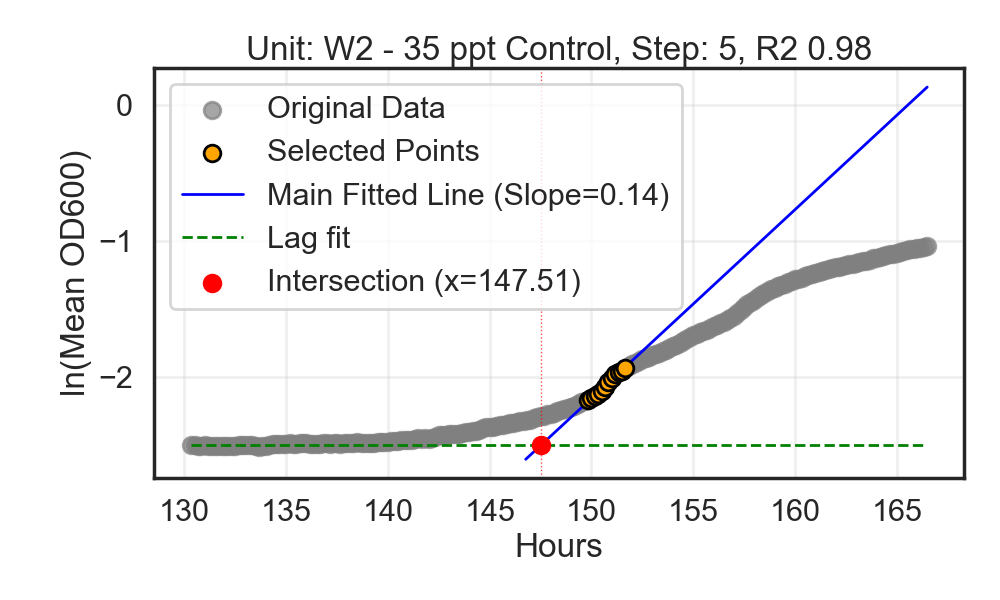 Unit: W2 - 35 ppt Control, Step: 5, R2 0.98
Original Data
Selected Points
Main Fitted Line (Slope=0.14)
Lag fit
Intersection (x=147.51)
ln(Mean OD600)
0
−1
−2
130 135 140 145 150 155 160 165
Hours